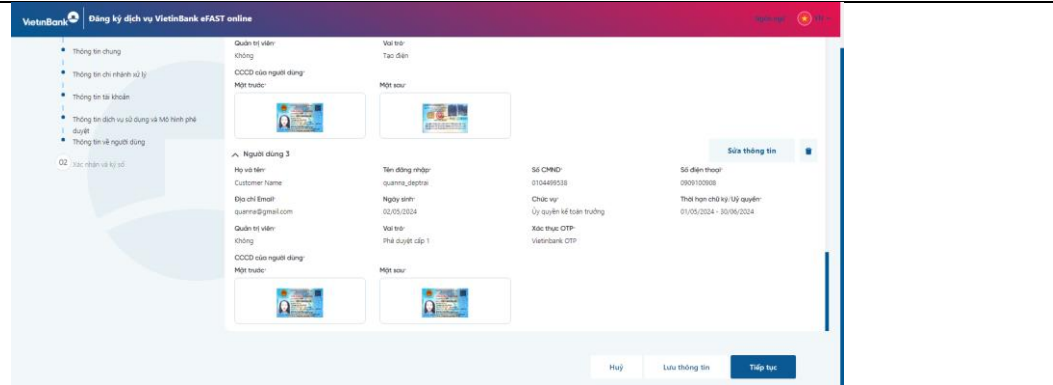 VietinBank Đăng ký dịch vụ VietinBank eFAST online
Thông tin chung
Thông tin chi nhánh xử lý
Thông tin tài khoản
Thông tin dịch vụ sử dụng và Mô hình phê
duyệt
Thông tin về người dùng
02 Xác nhận và ký số
Quản trị viên* Vai trò*
Không Tạo điện
CCCD của người dùng*
Mặt trước* Mặt sau*
Người dùng 3 Sửa thông tin
Họ và tên* Tên đăng nhập* Số CMND* Số điện thoại*
Customer Name quanna_deptrai 0104499538 0909100908
Địa chỉ Email* Ngày sinh* Chức vụ* Thời hạn chữ ký/Uỷ quyền*
quanna@gmail.com 02/05/2024 Ủy quyền kế toán trưởng 01/05/2024 - 30/06/2024
Quản trị viên* Vai trò* Xác thực OTP*
Không Phê duyệt cấp 1 Vietinbank OTP
CCCD của người dùng*
Mặt trước* Mặt sau*
Huỷ Lưu thông tin Tiếp tục